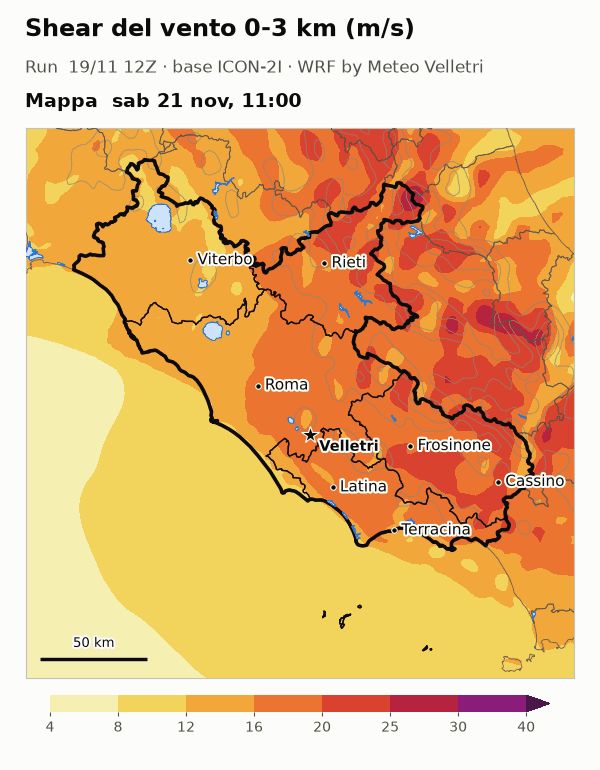 Shear del vento 0-3 km (m/s)
Run 19/11 12Z · base ICON-2I · WRF by Meteo Velletri
Mappa sab 21 nov, 11:00
Viterbo
Rieti
Roma
Velletri
Frosinone
Latina
Cassino
Terracina
50 km
4 8 12 16 20 25 30 40